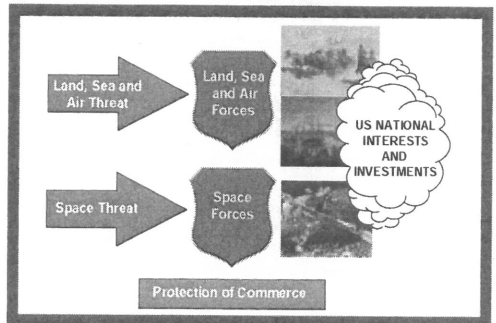 Land, Sea and
Air Threat
Land, Sea
and Air
Forces
US NATIONAL
INTERESTS
AND
INVESTMENTS
Space Threat
Space
Forces
Protection of Commerce